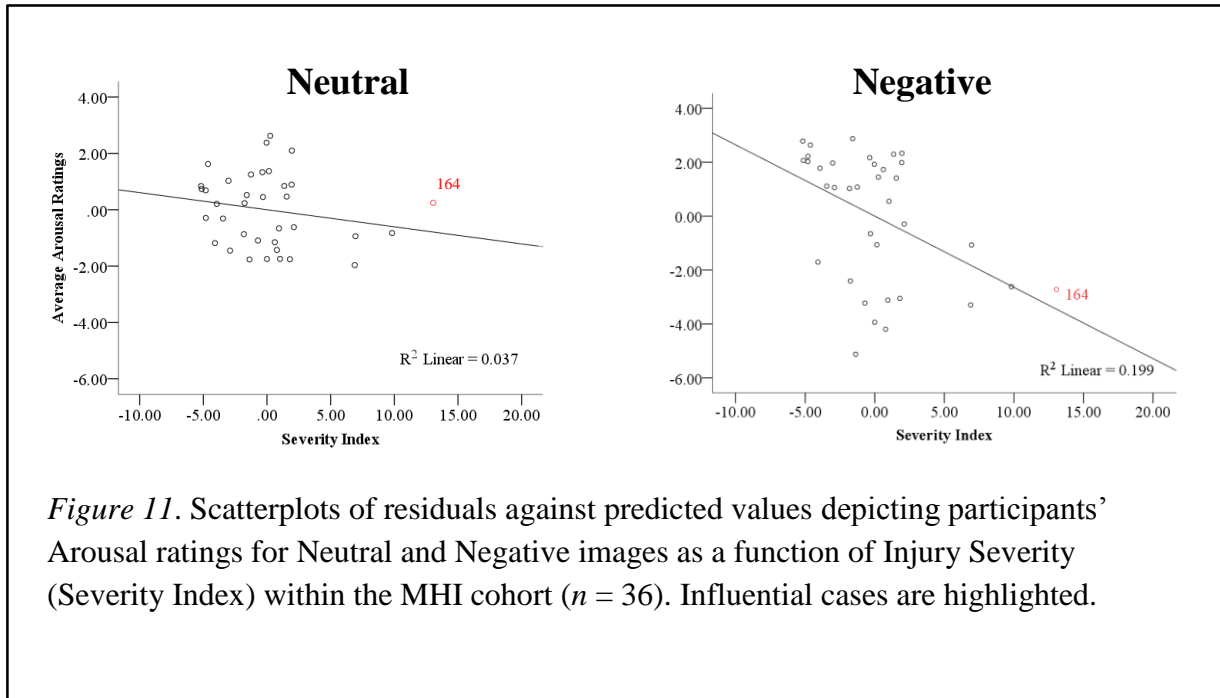 Neutral
4.00
2.00
.00
-2.00
-4.00
-6.00
Average Arousal Ratings
164
R² Linear = 0.037
-10.00 -5.00 .00 5.00 10.00 15.00 20.00
Severity Index
Negative
4.00
2.00
.00
-2.00
-4.00
-6.00
164
R² Linear = 0.199
-10.00 -5.00 .00 5.00 10.00 15.00 20.00
Severity Index
Figure 11. Scatterplots of residuals against predicted values depicting participants’
Arousal ratings for Neutral and Negative images as a function of Injury Severity
(Severity Index) within the MHI cohort (n = 36). Influential cases are highlighted.